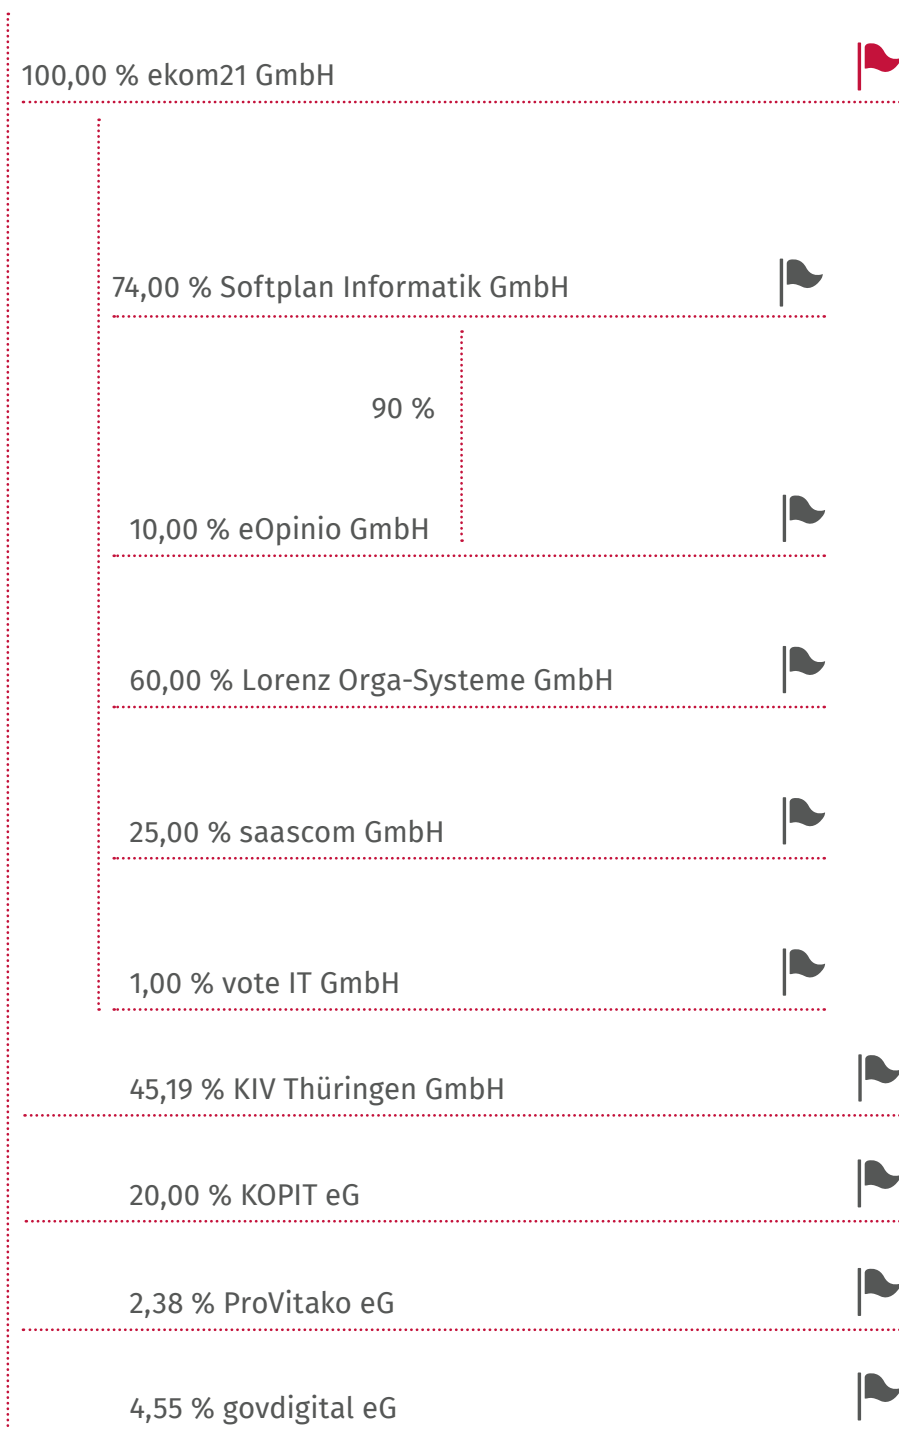 100,00 % ekom21 GmbH
74,00 % Softplan Informatik GmbH
90 %
10,00 % eOpinio GmbH
60,00 % Lorenz Orga-Systeme GmbH
25,00 % saascom GmbH
1,00 % vote IT GmbH
45,19 % KIV Thüringen GmbH
20,00 % KOPIT eG
2,38 % ProVitako eG
4,55 % govdigital eG